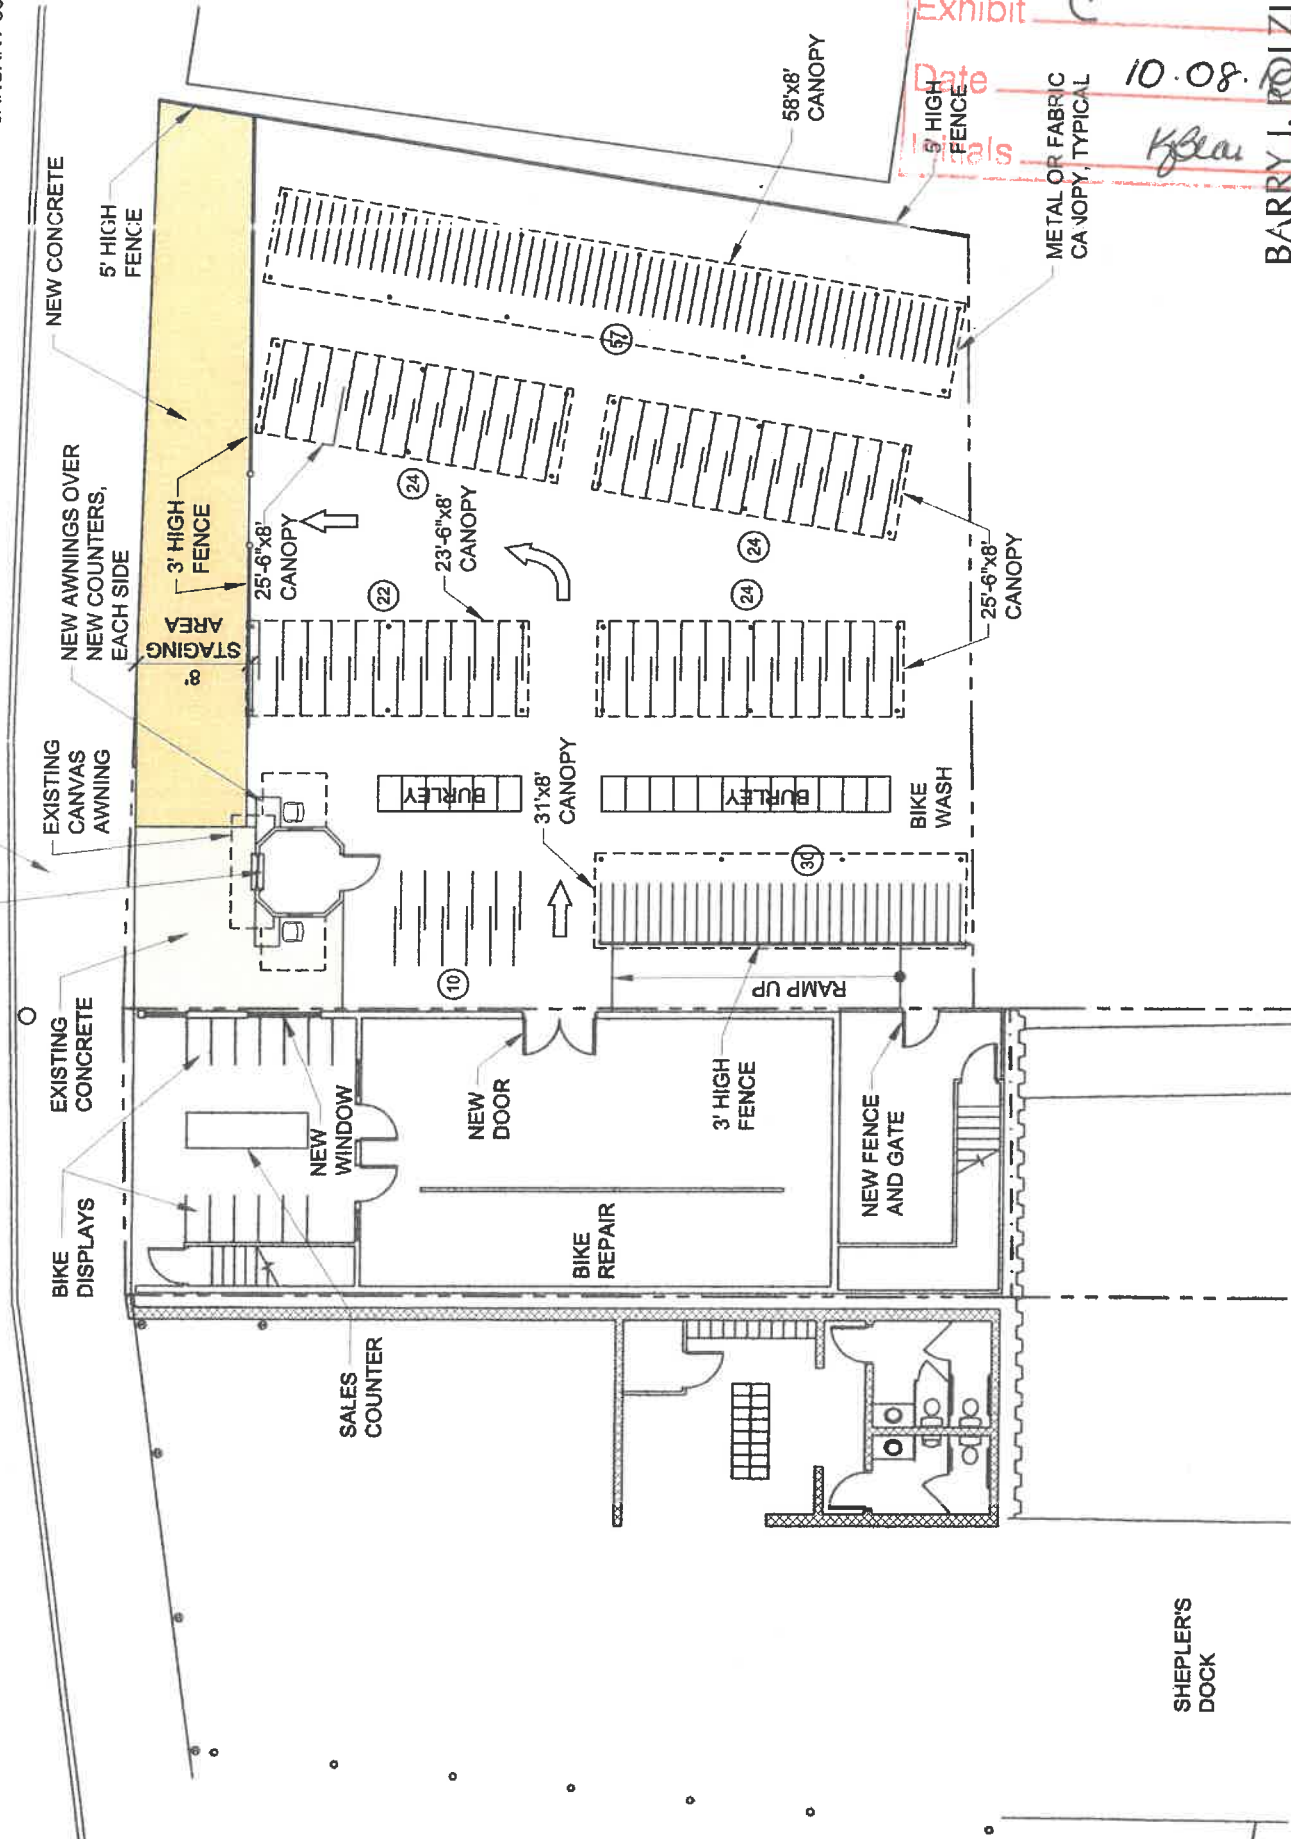 Exhibit C
Date 10.08.
Initials KBear
BARRY J.
NEW CONCRETE
5' HIGH
FENCE
58'x8'
CANOPY
5' HIGH
FENCE
METAL OR FABRIC
CANOPY, TYPICAL
NEW AWNINGS OVER
NEW COUNTERS,
EACH SIDE
3' HIGH
FENCE
STAGING
AREA
8'
25'-6"x8'
CANOPY
23'-6"x8'
CANOPY
25'-6"x8'
CANOPY
57
24
24
22
24
EXISTING
CANVAS
AWNING
BURLEY
BURLEY
31'x8'
CANOPY
BIKE
WASH
30
10
RAMP UP
EXISTING
CONCRETE
BIKE
DISPLAYS
NEW
WINDOW
NEW
DOOR
3' HIGH
FENCE
NEW FENCE
AND GATE
BIKE
REPAIR
SALES
COUNTER
SHEPLER'S
DOCK